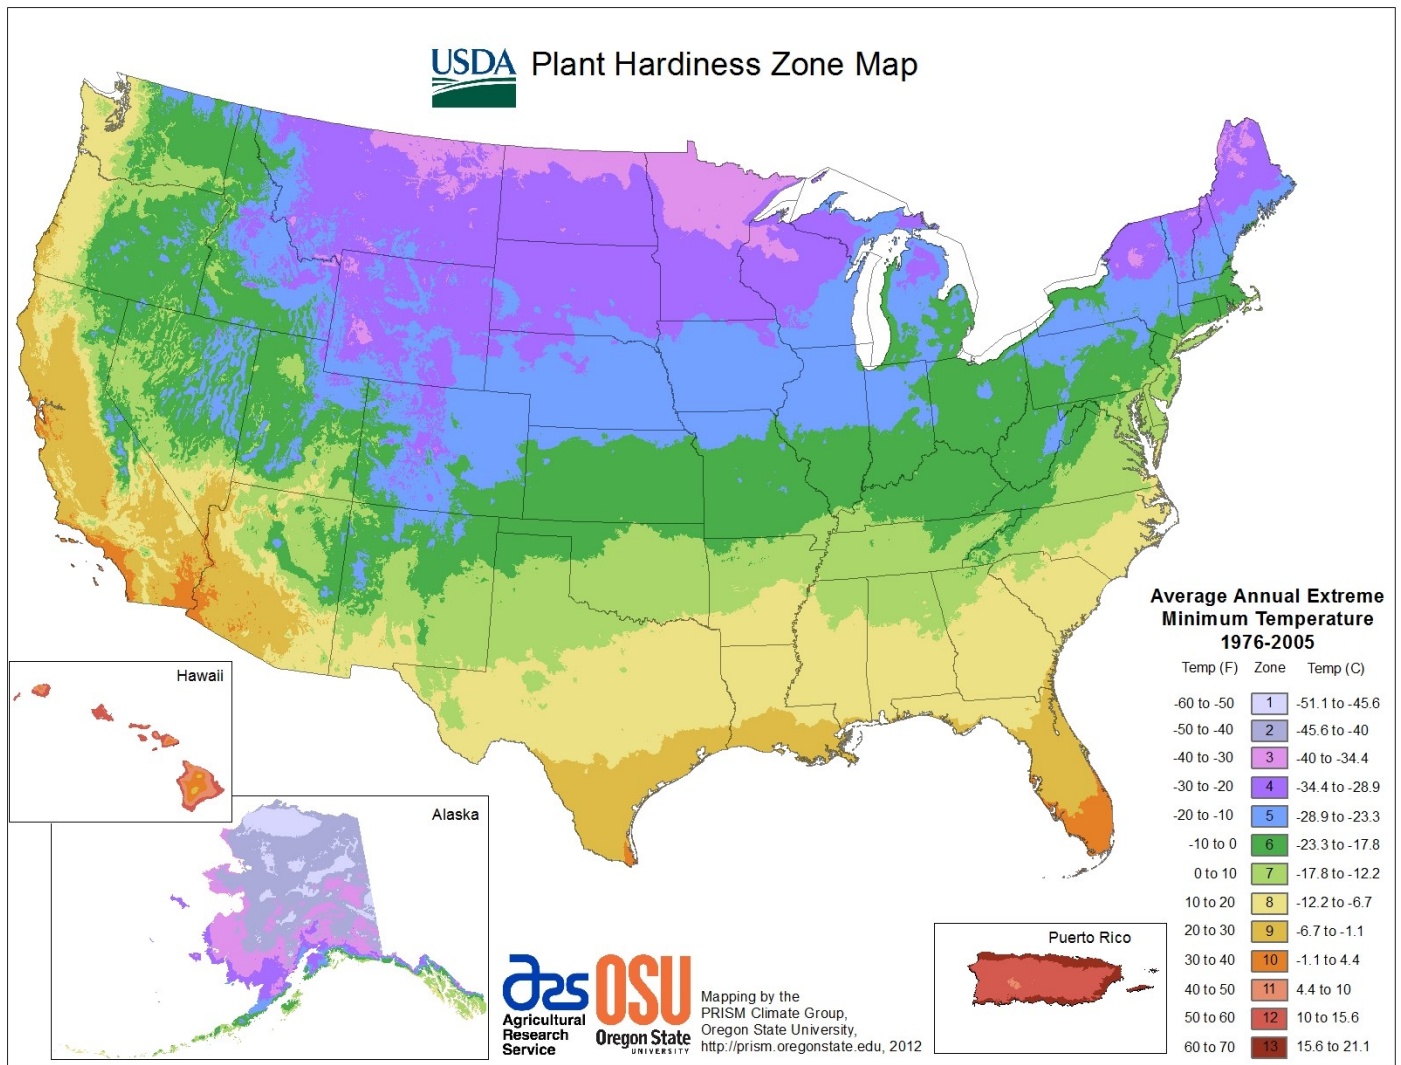 USDA Plant Hardiness Zone Map
Average Annual Extreme
Minimum Temperature
1976-2005
Temp (F) Zone Temp (C)
-60 to -50 1 -51.1 to -45.6
-50 to -40 2 -45.6 to -40
-40 to -30 3 -40 to -34.4
-30 to -20 4 -34.4 to -28.9
-20 to -10 5 -28.9 to -23.3
-10 to 0 6 -23.3 to -17.8
0 to 10 7 -17.8 to -12.2
10 to 20 8 -12.2 to -6.7
20 to 30 9 -6.7 to -1.1
30 to 40 10 -1.1 to 4.4
40 to 50 11 4.4 to 10
50 to 60 12 10 to 15.6
60 to 70 13 15.6 to 21.1
Hawaii
Alaska
Puerto Rico
ars
Agricultural
Research
Service
OSU
Oregon State
UNIVERSITY
Mapping by the
PRISM Climate Group,
Oregon State University,
http://prism.oregonstate.edu, 2012